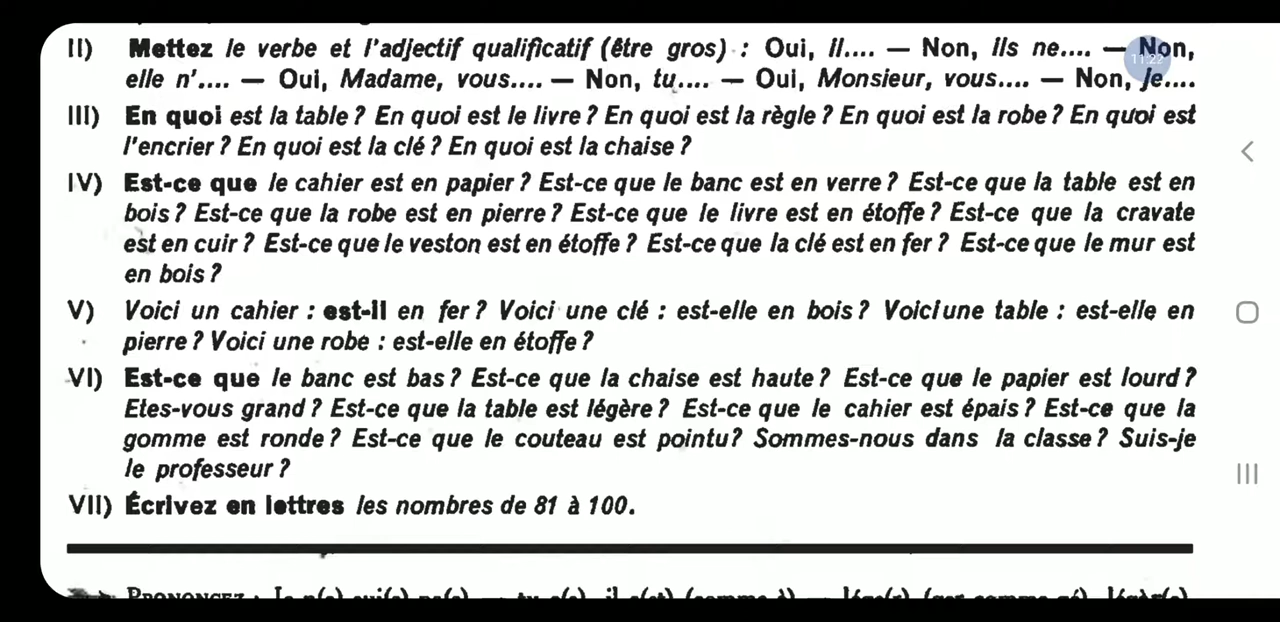 II) Mettez le verbe et l'adjectif qualificatif (être gros) : Oui, il.... — Non, ils ne.... — Non,
11:22
elle n'.... — Oui, Madame, vous.... — Non, tu.... — Oui, Monsieur, vous.... — Non, je....
III) En quoi est la table ? En quoi est le livre ? En quoi est la règle ? En quoi est la robe ? En quoi est
l'encrier ? En quoi est la clé ? En quoi est la chaise ?
IV) Est-ce que le cahier est en papier ? Est-ce que le banc est en verre ? Est-ce que la table est en
bois ? Est-ce que la robe est en pierre ? Est-ce que le livre est en étoffe ? Est-ce que la cravate
est en cuir ? Est-ce que le veston est en étoffe ? Est-ce que la clé est en fer ? Est-ce que le mur est
en bois ?
V) Voici un cahier : est-il en fer ? Voici une clé : est-elle en bois ? Voici une table : est-elle en
pierre ? Voici une robe : est-elle en étoffe ?
VI) Est-ce que le banc est bas ? Est-ce que la chaise est haute ? Est-ce que le papier est lourd ?
Etes-vous grand ? Est-ce que la table est légère ? Est-ce que le cahier est épais ? Est-ce que la
gomme est ronde ? Est-ce que le couteau est pointu ? Sommes-nous dans la classe ? Suis-je
le professeur ?
VII) Écrivez en lettres les nombres de 81 à 100.